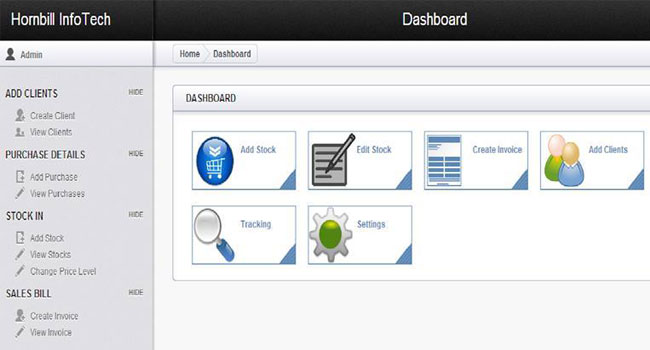 Hornbill InfoTech
Dashboard
Admin
Home Dashboard
ADD CLIENTS HIDE
Create Client
View Clients
PURCHASE DETAILS HIDE
Add Purchase
View Purchases
STOCK IN HIDE
Add Stock
View Stocks
Change Price Level
SALES BILL HIDE
Create Invoice
View Invoice
DASHBOARD
Add Stock
Edit Stock
Create Invoice
Add Clients
Tracking
Settings